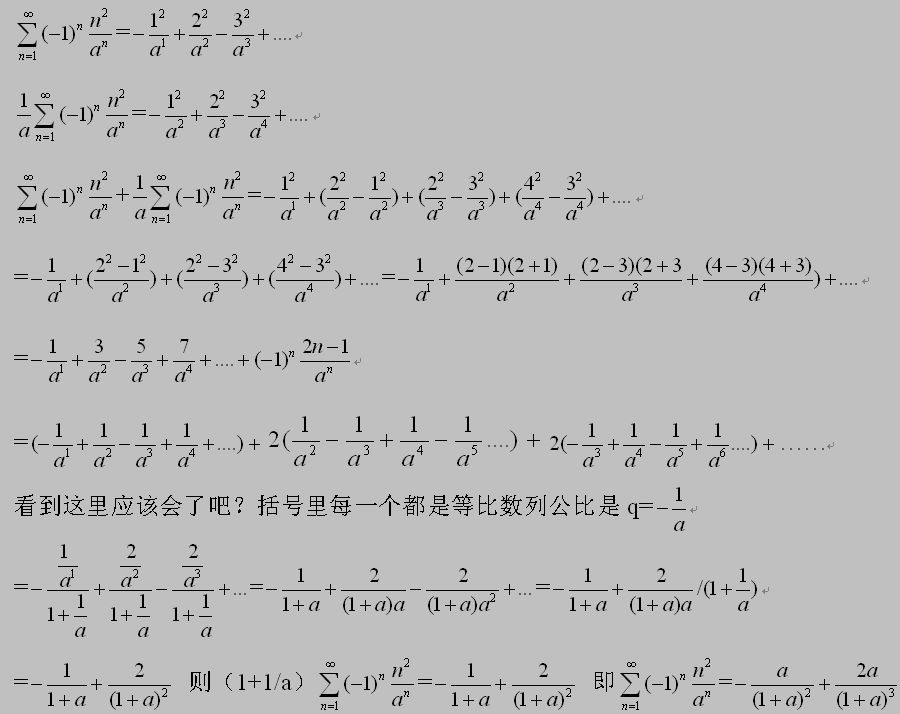 $\sum_{n=1}^{\infty}(-1)^n\frac{n^2}{a^n}=-\frac{1^2}{a^1}+\frac{2^2}{a^2}-\frac{3^2}{a^3}+....$
$\frac{1}{a}\sum_{n=1}^{\infty}(-1)^n\frac{n^2}{a^n}=-\frac{1^2}{a^2}+\frac{2^2}{a^3}-\frac{3^2}{a^4}+....$
$\sum_{n=1}^{\infty}(-1)^n\frac{n^2}{a^n}+\frac{1}{a}\sum_{n=1}^{\infty}(-1)^n\frac{n^2}{a^n}=-\frac{1^2}{a^1}+(\frac{2^2}{a^2}-\frac{1^2}{a^2})+(\frac{2^2}{a^3}-\frac{3^2}{a^3})+(\frac{4^2}{a^4}-\frac{3^2}{a^4})+....$
$=-\frac{1}{a^1}+(\frac{2^2-1^2}{a^2})+(\frac{2^2-3^2}{a^3})+(\frac{4^2-3^2}{a^4})+....=-\frac{1}{a^1}+\frac{(2-1)(2+1)}{a^2}+\frac{(2-3)(2+3}{a^3}+\frac{(4-3)(4+3)}{a^4})+....$
$=-\frac{1}{a^1}+\frac{3}{a^2}-\frac{5}{a^3}+\frac{7}{a^4}+....+(-1)^n\frac{2n-1}{a^n}$
$=(-\frac{1}{a^1}+\frac{1}{a^2}-\frac{1}{a^3}+\frac{1}{a^4}+....)+2(\frac{1}{a^2}-\frac{1}{a^3}+\frac{1}{a^4}-\frac{1}{a^5}....)+2(-\frac{1}{a^3}+\frac{1}{a^4}-\frac{1}{a^5}+\frac{1}{a^6}....)+......$
看到这里应该会了吧？括号里每一个都是等比数列公比是 q=$-\frac{1}{a}$
$=-\frac{\frac{1}{a^1}}{1+\frac{1}{a}}+\frac{\frac{2}{a^2}}{1+\frac{1}{a}}-\frac{\frac{2}{a^3}}{1+\frac{1}{a}}+...=-\frac{1}{1+a}+\frac{2}{(1+a)a}-\frac{2}{(1+a)a^2}+...=-\frac{1}{1+a}+\frac{2}{(1+a)a}/(1+\frac{1}{a})$
$=-\frac{1}{1+a}+\frac{2}{(1+a)^2}$ 则（1+1/a）$\sum_{n=1}^{\infty}(-1)^n\frac{n^2}{a^n}=-\frac{1}{1+a}+\frac{2}{(1+a)^2}$ 即$\sum_{n=1}^{\infty}(-1)^n\frac{n^2}{a^n}=-\frac{a}{(1+a)^2}+\frac{2a}{(1+a)^3}$